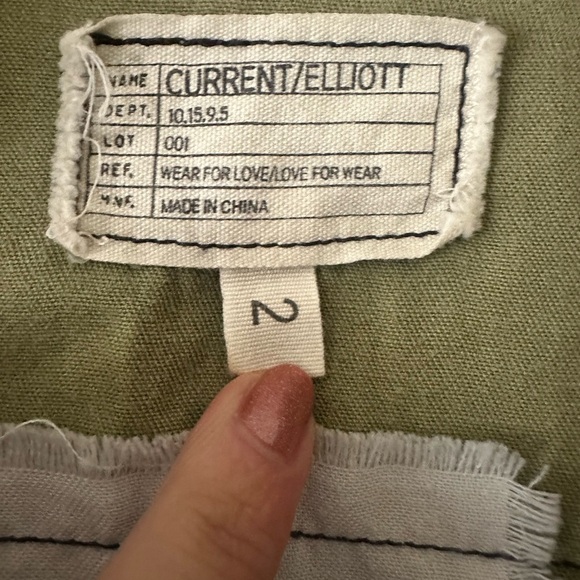 NAME CURRENT/ELLIOTT
DEPT. 10.15.9.5
LOT 001
REF. WEAR FOR LOVE/LOVE FOR WEAR
MNF. MADE IN CHINA
2